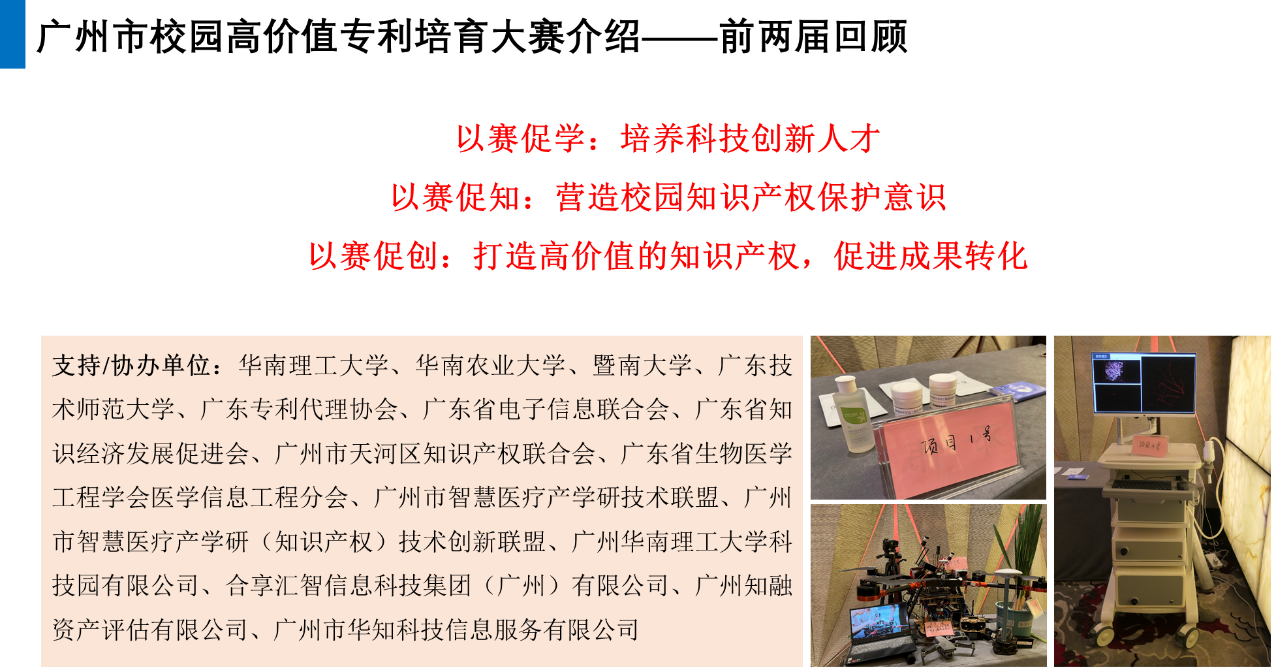 广州市校园高价值专利培育大赛介绍——前两届回顾
以赛促学：培养科技创新人才
以赛促知：营造校园知识产权保护意识
以赛促创：打造高价值的知识产权，促进成果转化
支持/协办单位：华南理工大学、华南农业大学、暨南大学、广东技
术师范大学、广东专利代理协会、广东省电子信息联合会、广东省知
识经济发展促进会、广州市天河区知识产权联合会、广东省生物医学
工程学会医学信息工程分会、广州市智慧医疗产学研技术联盟、广州
市智慧医疗产学研（知识产权）技术创新联盟、广州华南理工大学科
技园有限公司、合享汇智信息科技集团（广州）有限公司、广州知融
资产评估有限公司、广州市华知科技信息服务有限公司
项目1号